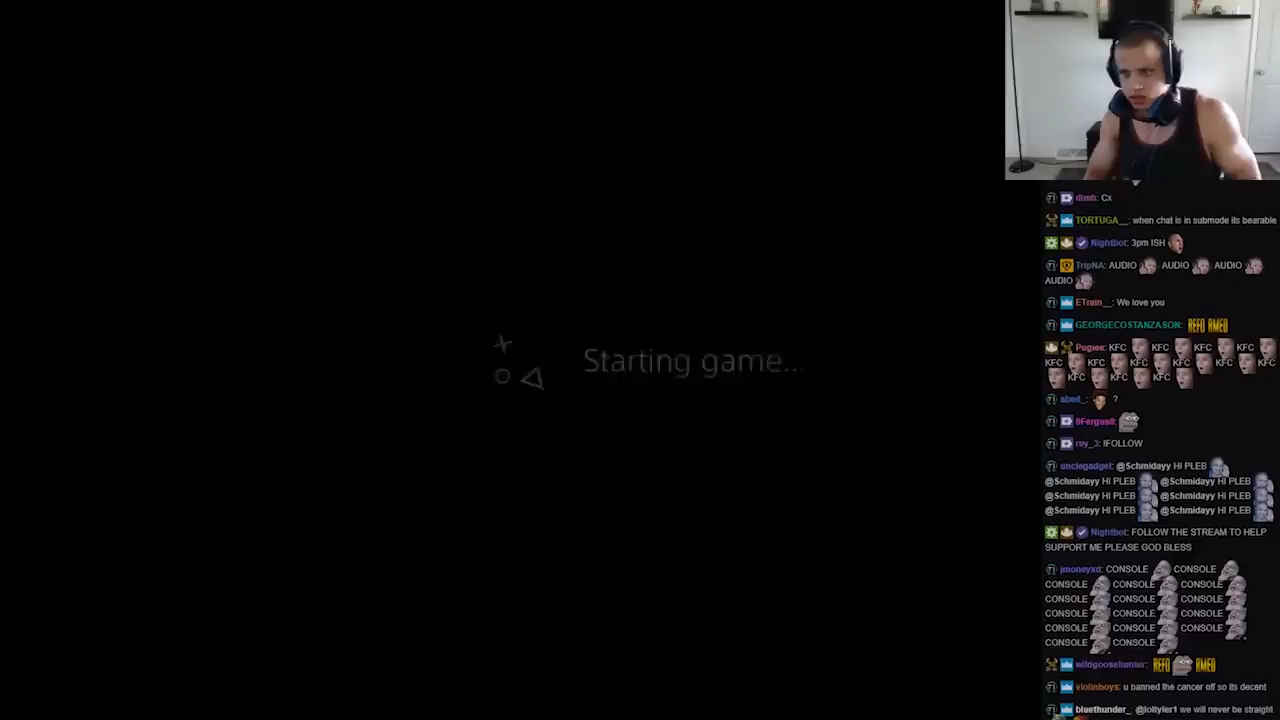 dimb: Cx
TORTUGA__: when chat is in submode its bearable
Nightbot: 3pm ISH
TripNA: AUDIO AUDIO AUDIO
AUDIO
ETrain__: We love you
GEORGECOSTANZASON: REFO RMED
Starting game...
Pugiee: KFC KFC KFC KFC KFC
KFC KFC KFC KFC KFC KFC
KFC KFC KFC
abed_: ?
0Fergus0:
rey_3: !FOLLOW
unclegadget: @Schmidayy HI PLEB
@Schmidayy HI PLEB @Schmidayy HI PLEB
@Schmidayy HI PLEB @Schmidayy HI PLEB
@Schmidayy HI PLEB @Schmidayy HI PLEB
Nightbot: FOLLOW THE STREAM TO HELP
SUPPORT ME PLEASE GOD BLESS
jmoneyxd: CONSOLE CONSOLE
CONSOLE CONSOLE CONSOLE
CONSOLE CONSOLE CONSOLE
CONSOLE CONSOLE CONSOLE
CONSOLE CONSOLE CONSOLE
CONSOLE CONSOLE
wildgoosehunter: REFO RMED
violinboys: u banned the cancer off so its decent
bluethunder_: @loltyler1 we will never be straight